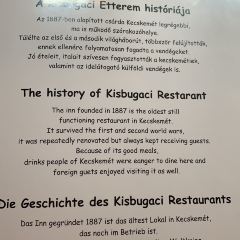 A Kisbugaci Etterem históriája
Az 1887-ben alapított csárda Kecskemét legrégebbi,
ma is működő szórakozóhelye.
Túlélte az első és a második világháborút, többször felújították,
ennek ellenére folyamatosan fogadta a vendégeket.
Jó ételeit, italait szívesen fogyasztották a kecskemétiek,
valamint az idelátogató külföldi vendégek is.
The history of Kisbugaci Restarant
The inn founded in 1887 is the oldest still
functioning restaurant in Kecskemét.
It survived the first and second world wars,
it was repeatedly renovated but always kept receiving guests.
Because of its good meals,
drinks people of Kecskemét were eanger to dine here and
foreign guets enjoyed visiting it as well.
Die Geschichte des Kisbugaci Restaurants
Das Inn gegründet 1887 ist das ältest Lokal in Kecskemét,
das noch im Betrieb ist.